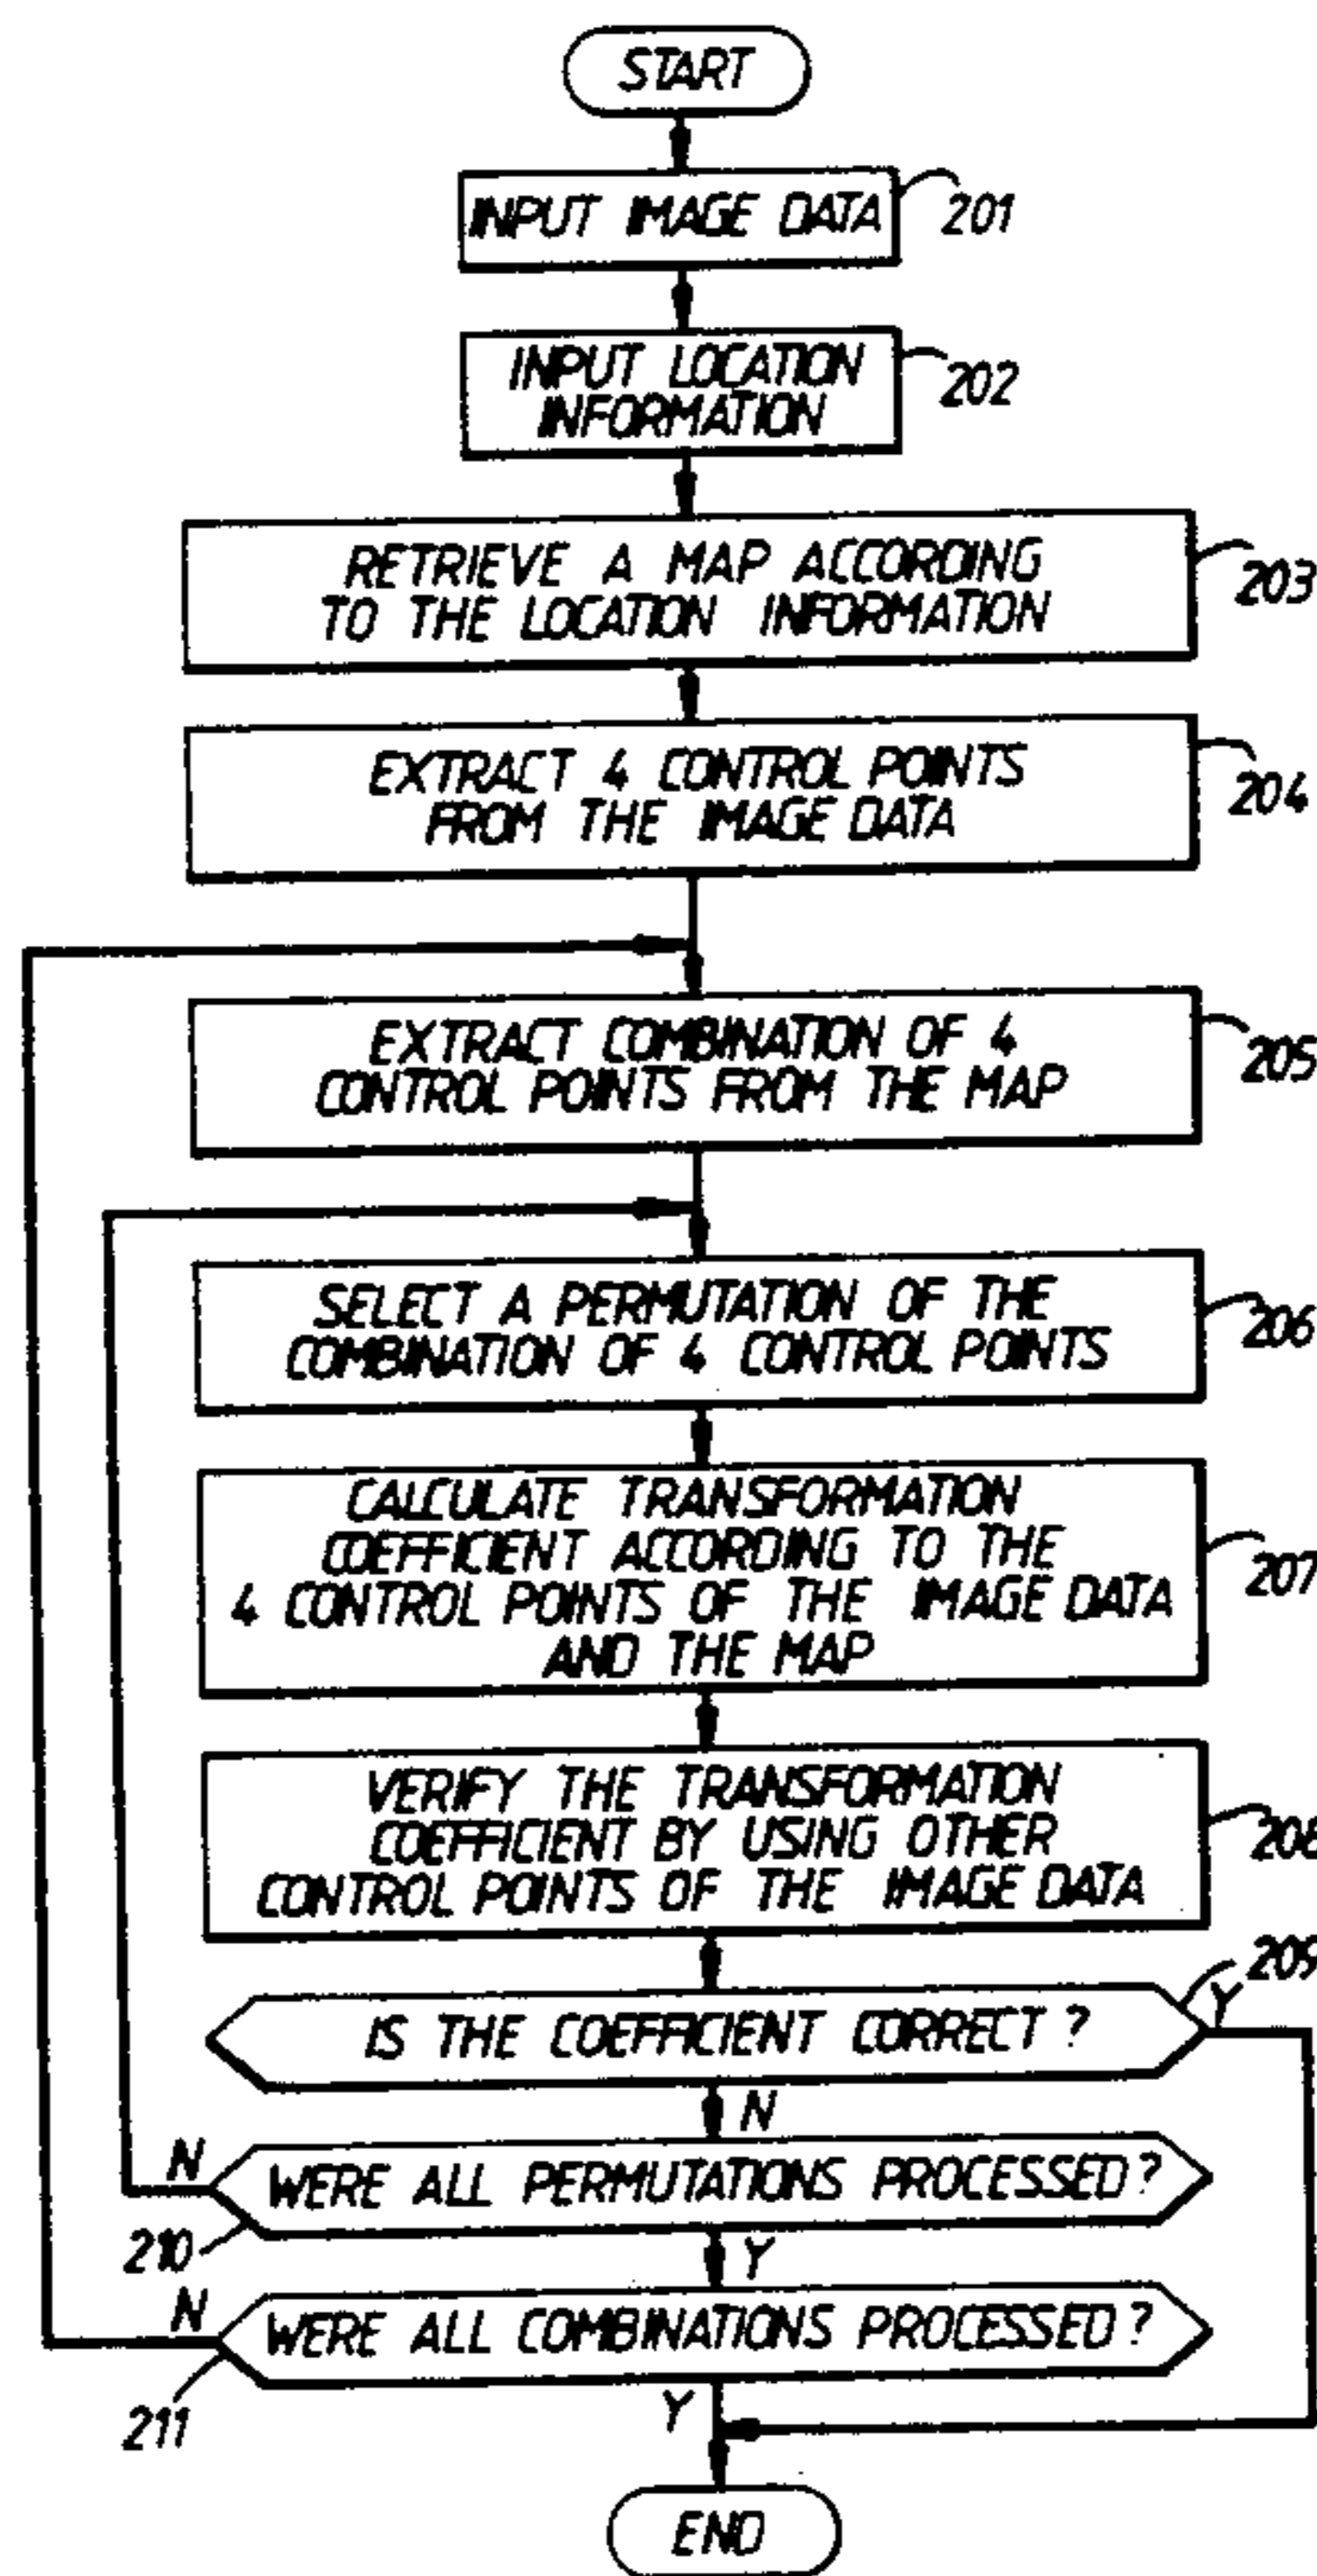 START
INPUT IMAGE DATA
201
INPUT LOCATION
INFORMATION
202
RETRIEVE A MAP ACCORDING
TO THE LOCATION INFORMATION
203
EXTRACT 4 CONTROL POINTS
FROM THE IMAGE DATA
204
EXTRACT COMBINATION OF 4
CONTROL POINTS FROM THE MAP
205
SELECT A PERMUTATION OF THE
COMBINATION OF 4 CONTROL POINTS
206
CALCULATE TRANSFORMATION
COEFFICIENT ACCORDING TO THE
4 CONTROL POINTS OF THE IMAGE DATA
AND THE MAP
207
VERIFY THE TRANSFORMATION
COEFFICIENT BY USING OTHER
CONTROL POINTS OF THE IMAGE DATA
208
209
Y
IS THE COEFFICIENT CORRECT ?
N
N
WERE ALL PERMUTATIONS PROCESSED ?
210
Y
N
WERE ALL COMBINATIONS PROCESSED ?
211
Y
END